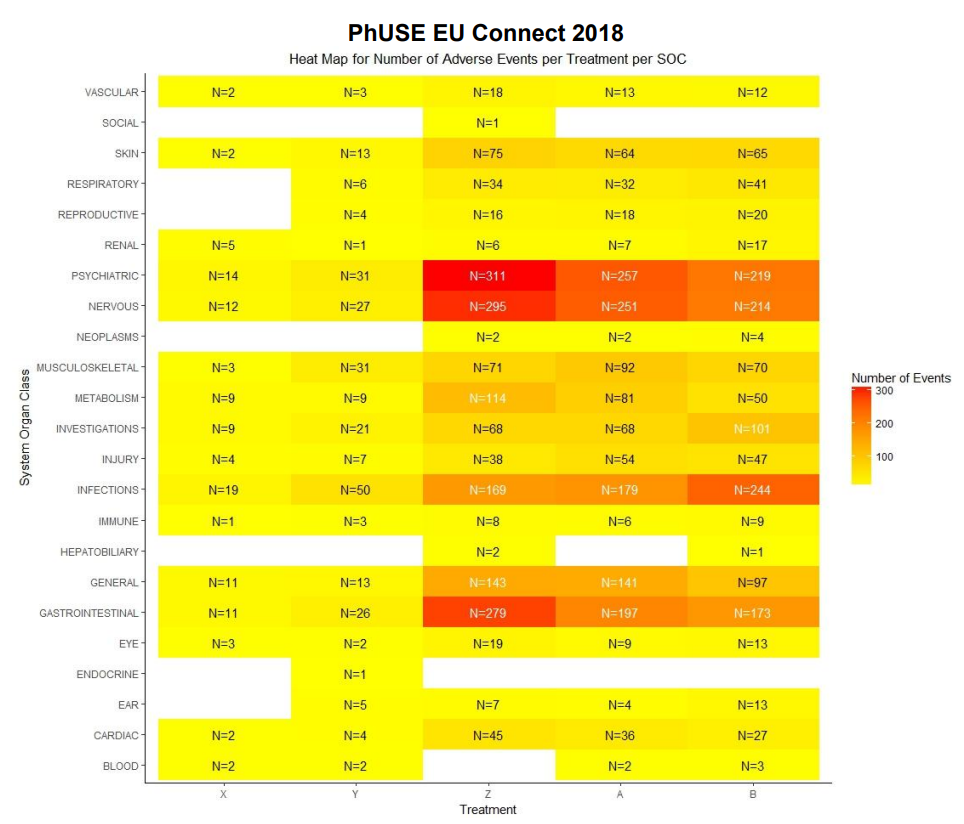 PhUSE EU Connect 2018
Heat Map for Number of Adverse Events per Treatment per SOC
VASCULAR N=2 N=3 N=18 N=13 N=12
SOCIAL N=1
SKIN N=2 N=13 N=75 N=64 N=65
RESPIRATORY N=6 N=34 N=32 N=41
REPRODUCTIVE N=4 N=16 N=18 N=20
RENAL N=5 N=1 N=6 N=7 N=17
PSYCHIATRIC N=14 N=31 N=311 N=257 N=219
NERVOUS N=12 N=27 N=295 N=251 N=214
NEOPLASMS N=2 N=2 N=4
MUSCULOSKELETAL N=3 N=31 N=71 N=92 N=70
METABOLISM N=9 N=9 N=114 N=81 N=50
INVESTIGATIONS N=9 N=21 N=68 N=68 N=101
INJURY N=4 N=7 N=38 N=54 N=47
INFECTIONS N=19 N=50 N=169 N=179 N=244
IMMUNE N=1 N=3 N=8 N=6 N=9
HEPATOBILIARY N=2 N=1
GENERAL N=11 N=13 N=143 N=141 N=97
GASTROINTESTINAL N=11 N=26 N=279 N=197 N=173
EYE N=3 N=2 N=19 N=9 N=13
ENDOCRINE N=1
EAR N=5 N=7 N=4 N=13
CARDIAC N=2 N=4 N=45 N=36 N=27
BLOOD N=2 N=2 N=2 N=3
X Y Z A B
Treatment
System Organ Class
Number of Events
300
200
100